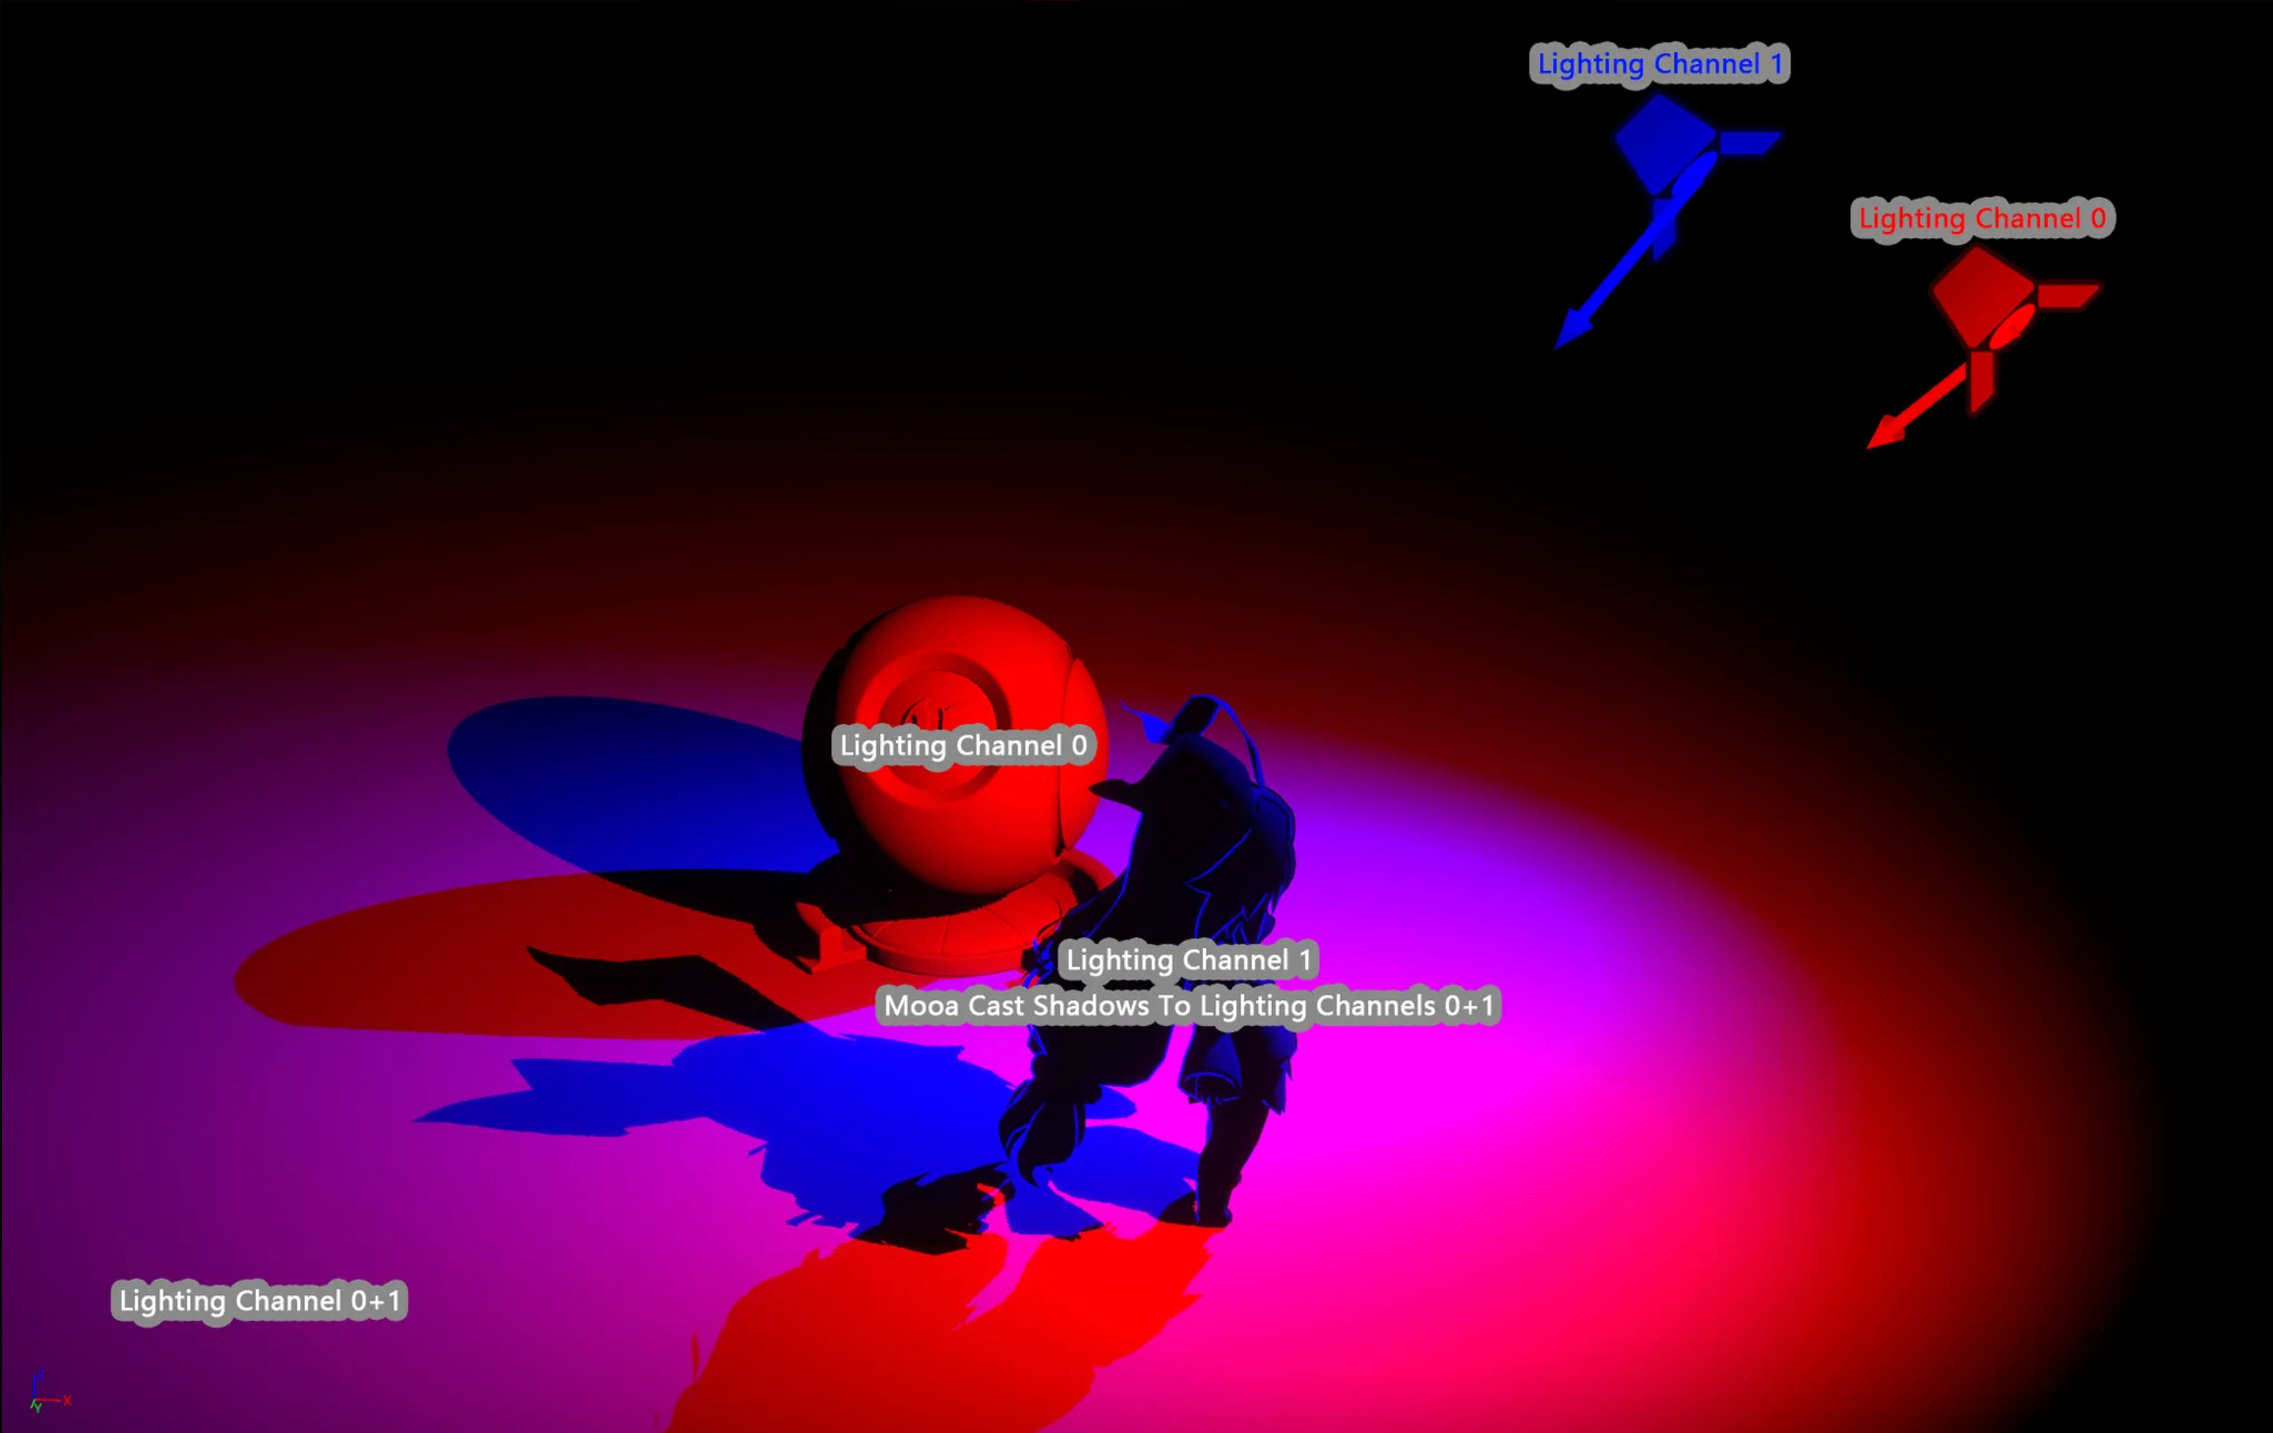 Lighting Channel 1
Lighting Channel 0
Lighting Channel 0
Lighting Channel 1
Mooa Cast Shadows To Lighting Channels 0+1
Lighting Channel 0+1
X
Y